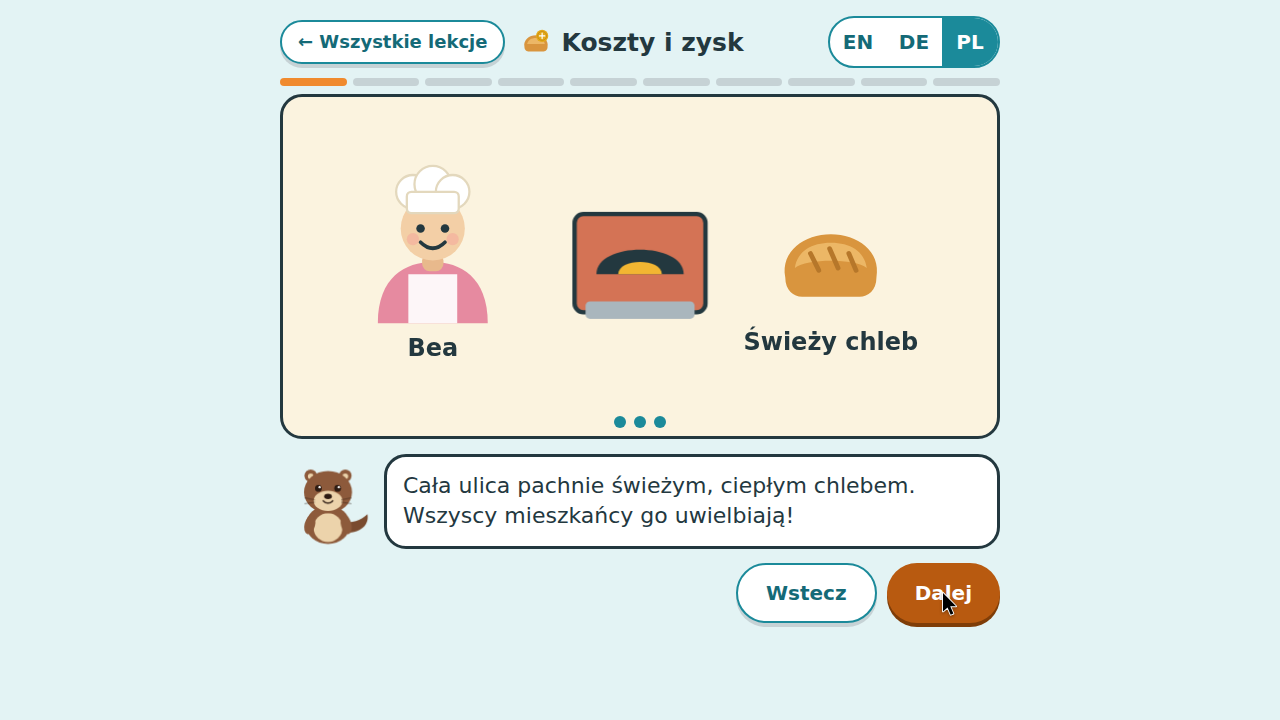 ← Wszystkie lekcje
Koszty i zysk
EN DE PL
Bea
Świeży chleb
Cała ulica pachnie świeżym, ciepłym chlebem.
Wszyscy mieszkańcy go uwielbiają!
Wstecz
Dalej